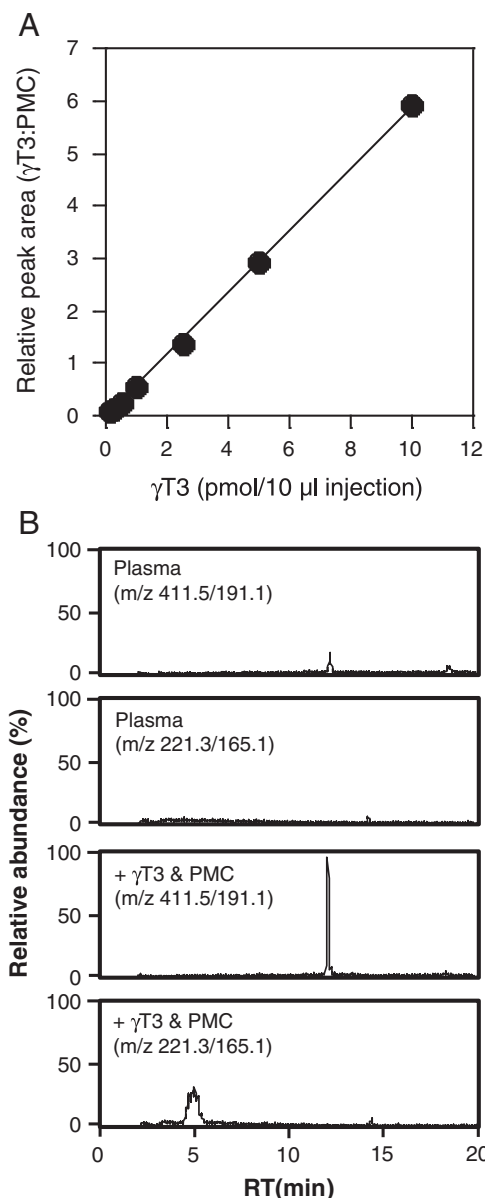 A
7
6
5
4
3
2
1
0
Relative peak area (γT3:PMC)
0 2 4 6 8 10 12
γT3 (pmol/10 µl injection)
B
Relative abundance (%)
100
50
0
Plasma
(m/z 411.5/191.1)
100
50
0
Plasma
(m/z 221.3/165.1)
100
50
0
+ γT3 & PMC
(m/z 411.5/191.1)
100
50
0
+ γT3 & PMC
(m/z 221.3/165.1)
0 5 10 15 20
RT(min)